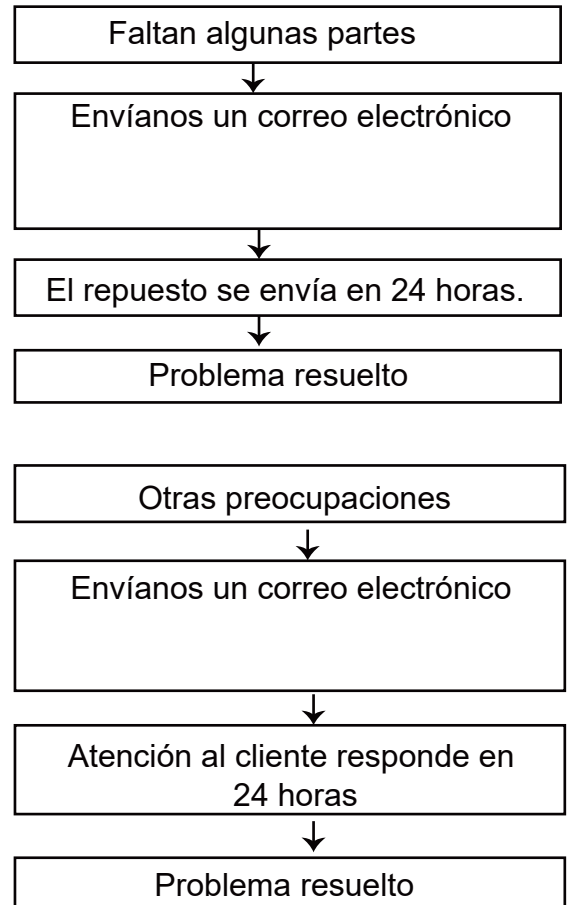 Faltan algunas partes
Envíanos un correo electrónico
El repuesto se envía en 24 horas.
Problema resuelto
Otras preocupaciones
Envíanos un correo electrónico
Atención al cliente responde en
24 horas
Problema resuelto